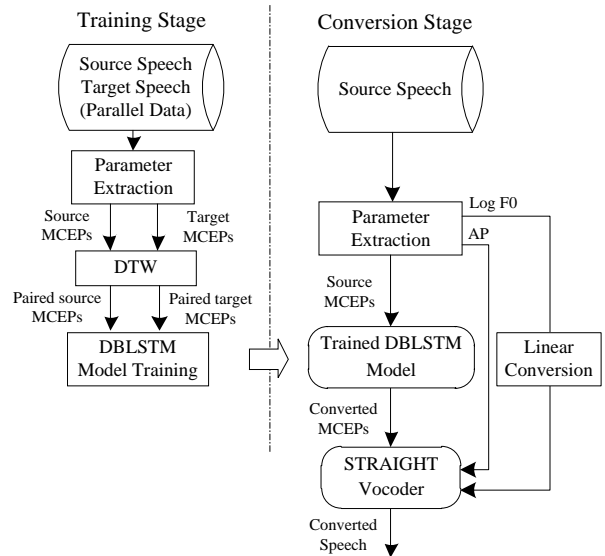 Training Stage
Source Speech
Target Speech
(Parallel Data)
Parameter
Extraction
Source
MCEPs
Target
MCEPs
DTW
Paired source
MCEPs
Paired target
MCEPs
DBLSTM
Model Training
Conversion Stage
Source Speech
Parameter
Extraction
Log F0
AP
Source
MCEPs
Trained DBLSTM
Model
Linear
Conversion
Converted
MCEPs
STRAIGHT
Vocoder
Converted
Speech